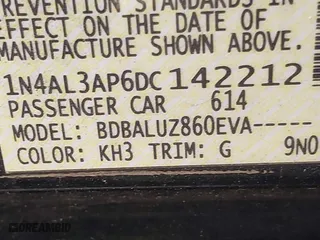 PREVENTION STANDARDS IN
EFFECT ON THE DATE OF
MANUFACTURE SHOWN ABOVE.
1N4AL3AP6DC142212
PASSENGER CAR 614
MODEL: BDBALUZ860EVA-----
COLOR: KH3 TRIM: G 9N0